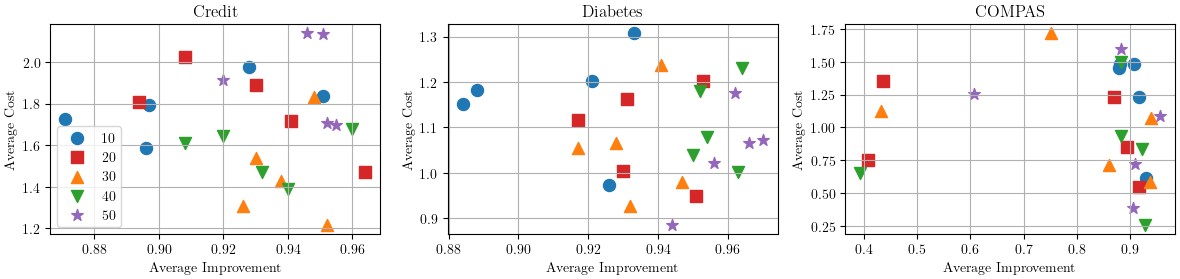 Credit
Average Cost
2.0
1.8
1.6
1.4
1.2
10
20
30
40
50
0.88 0.90 0.92 0.94 0.96
Average Improvement
Diabetes
Average Cost
1.3
1.2
1.1
1.0
0.9
0.88 0.90 0.92 0.94 0.96
Average Improvement
COMPAS
Average Cost
1.75
1.50
1.25
1.00
0.75
0.50
0.25
0.4 0.5 0.6 0.7 0.8 0.9
Average Improvement